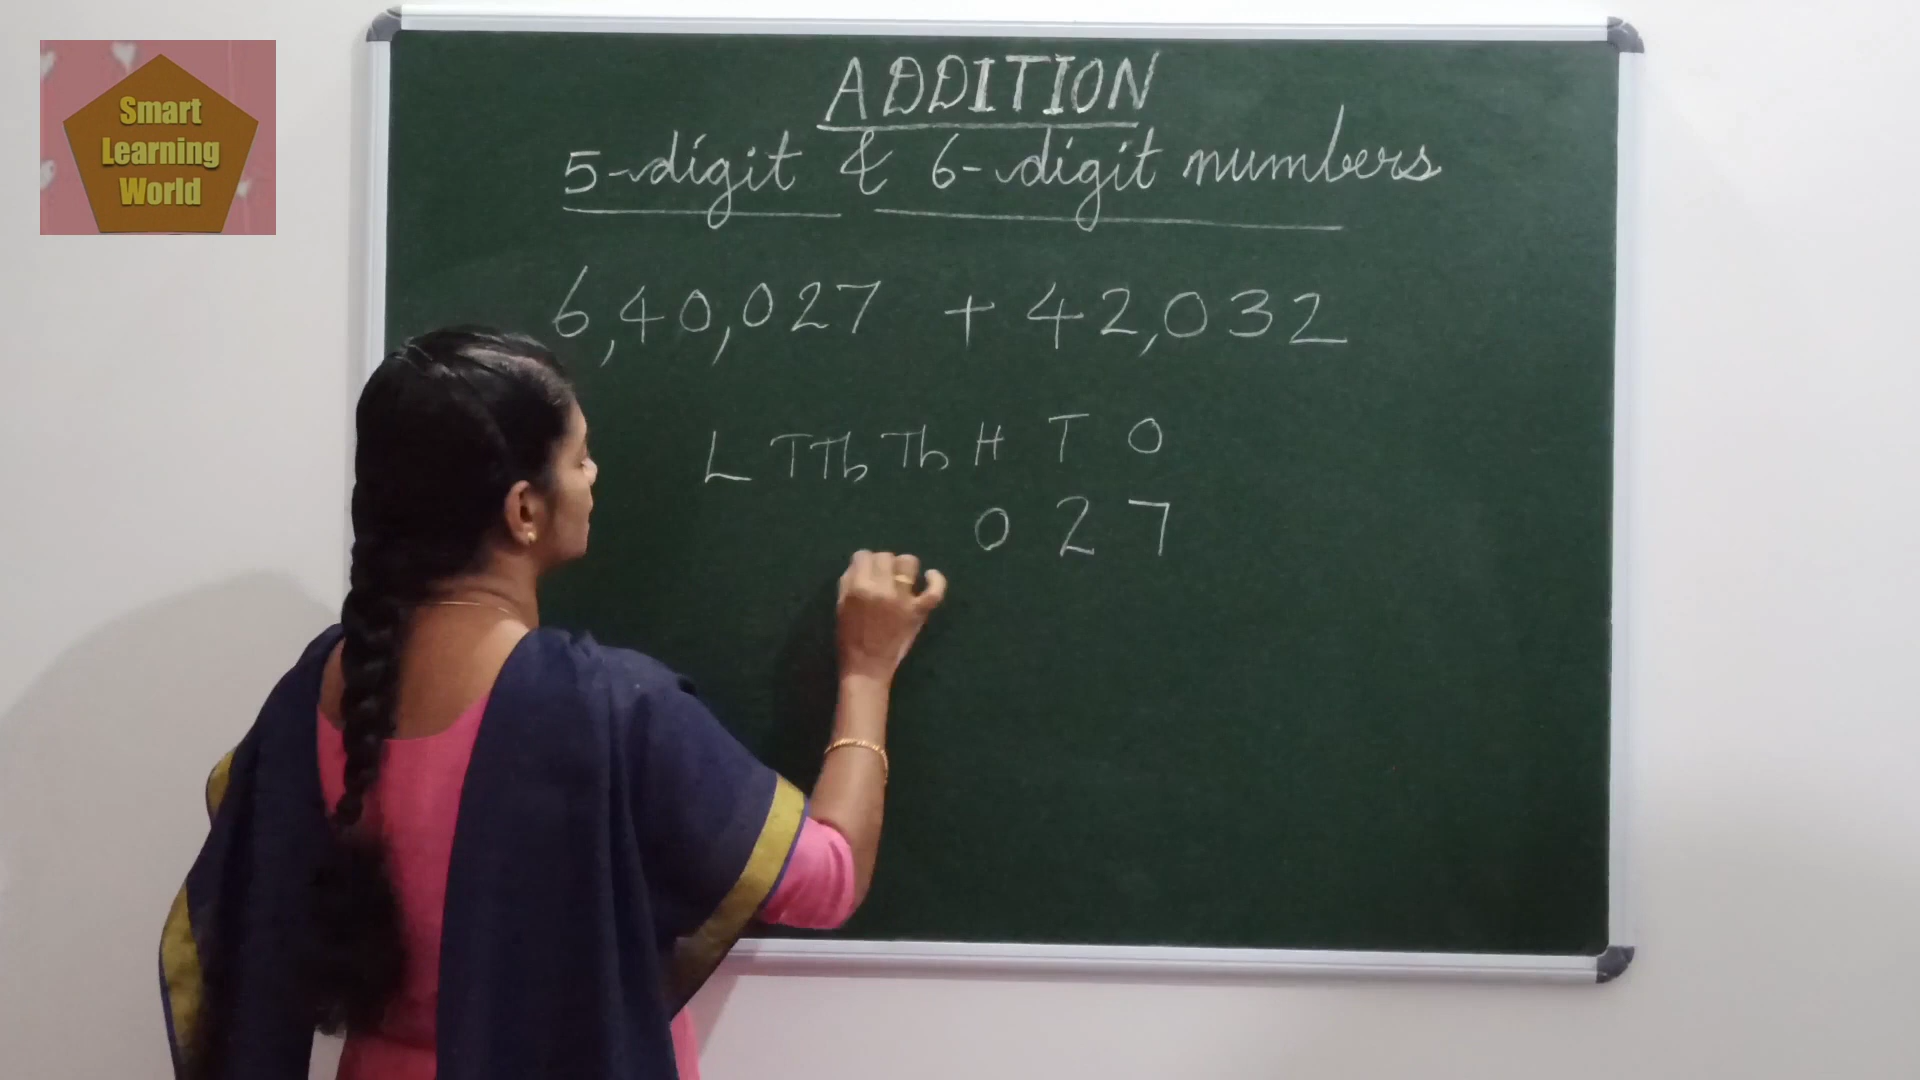 Smart
Learning
World
ADDITION
5-digit & 6-digit numbers
6,40,027 + 42,032
L TTh Th H T O
0 2 7